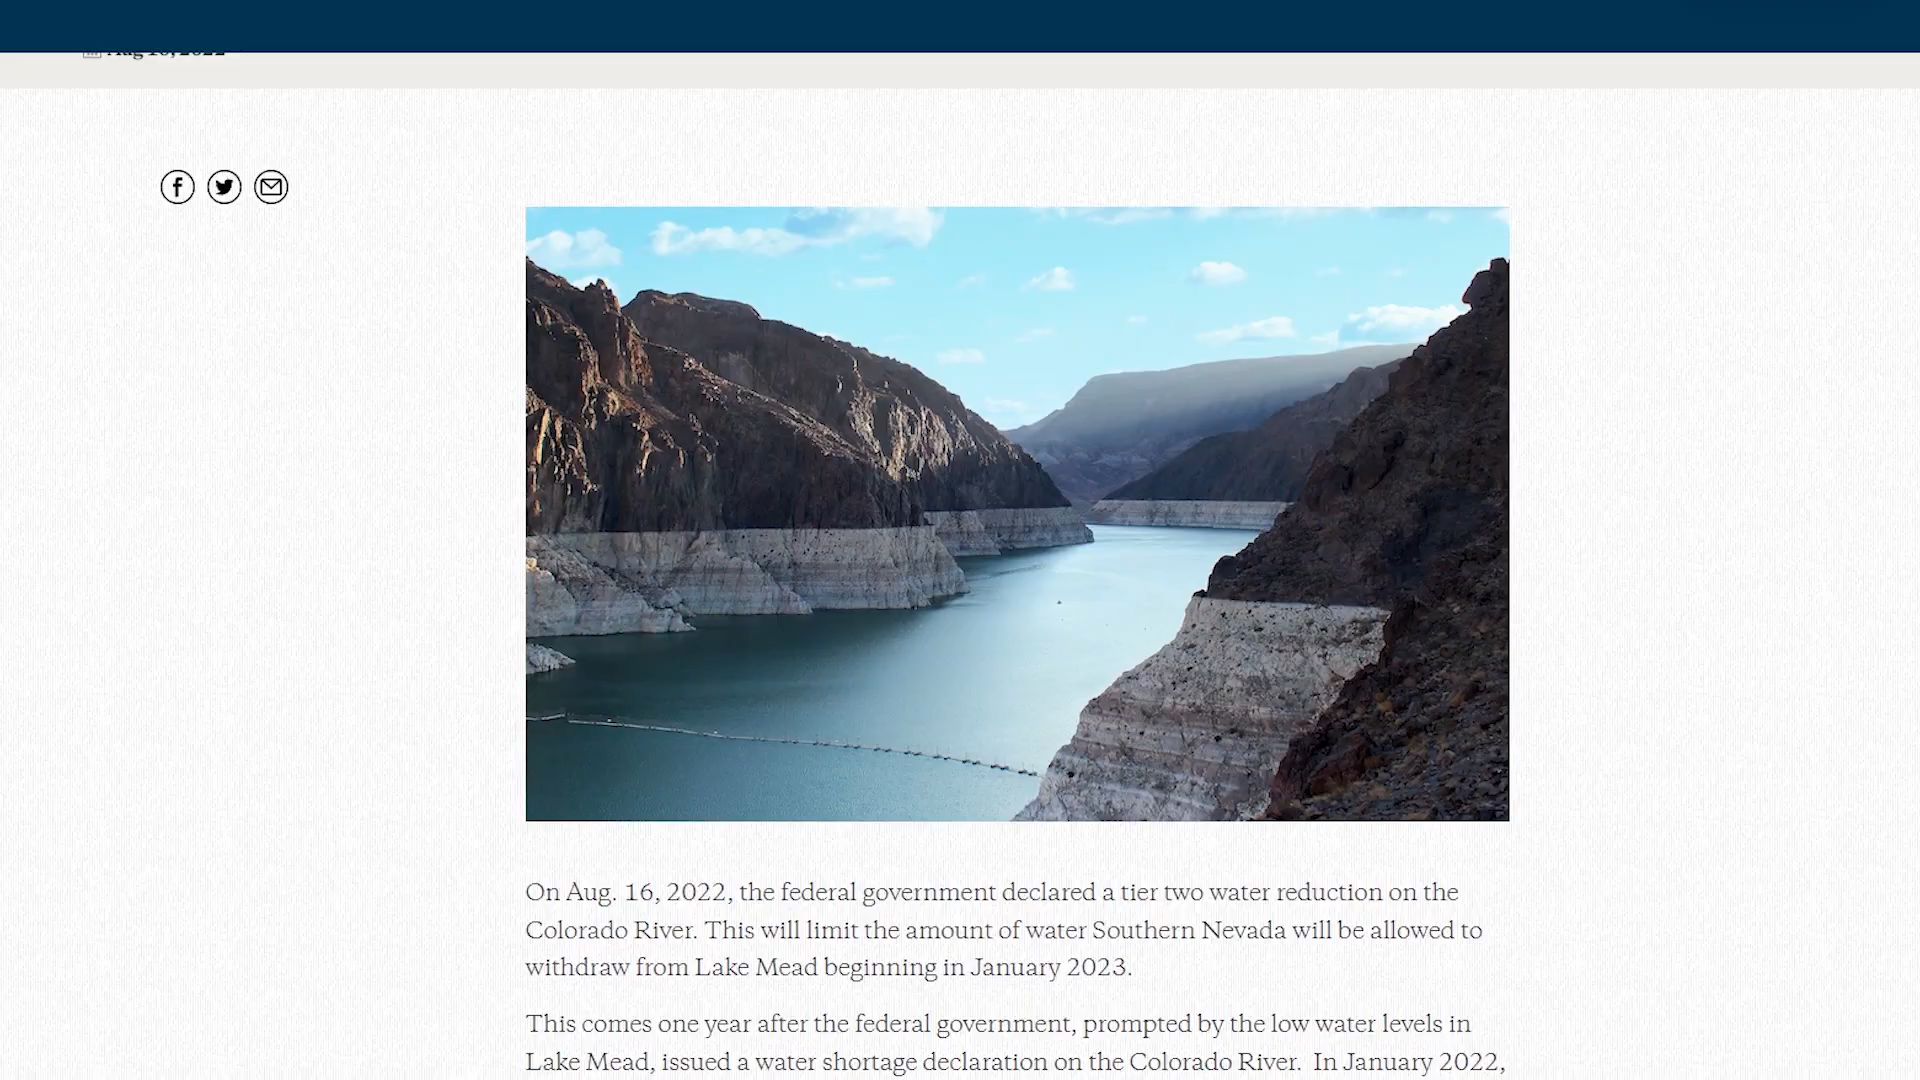 Aug 16, 2022
On Aug. 16, 2022, the federal government declared a tier two water reduction on the
Colorado River. This will limit the amount of water Southern Nevada will be allowed to
withdraw from Lake Mead beginning in January 2023.
This comes one year after the federal government, prompted by the low water levels in
Lake Mead, issued a water shortage declaration on the Colorado River. In January 2022,